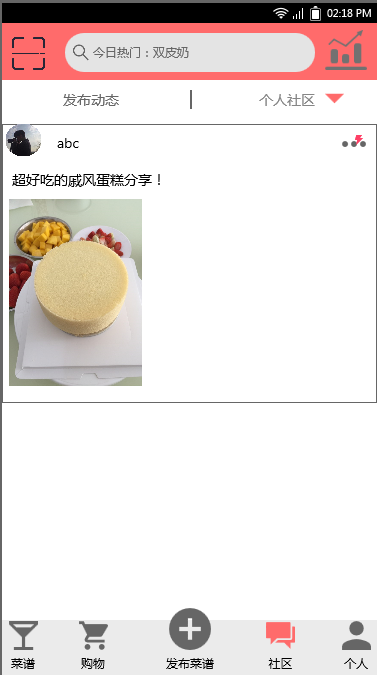 02:18 PM
今日热门：双皮奶
发布动态
个人社区
abc
超好吃的戚风蛋糕分享！
菜谱
购物
发布菜谱
社区
个人